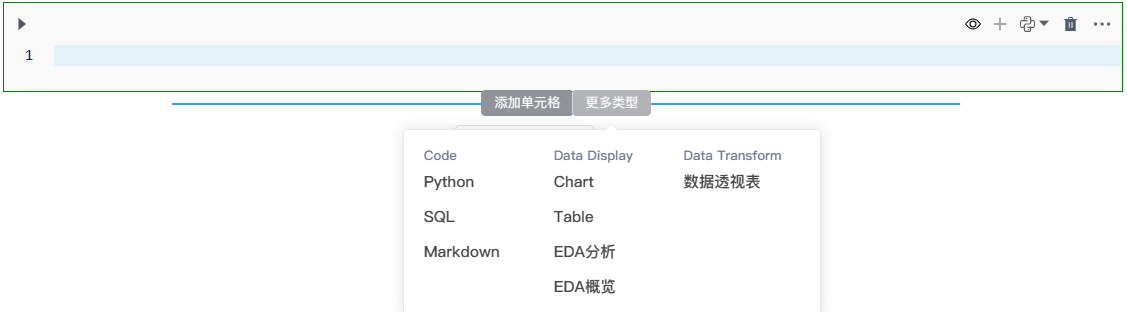 1
添加单元格 更多类型
Code Data Display Data Transform
Python Chart 数据透视表
SQL Table
Markdown EDA分析
EDA概览